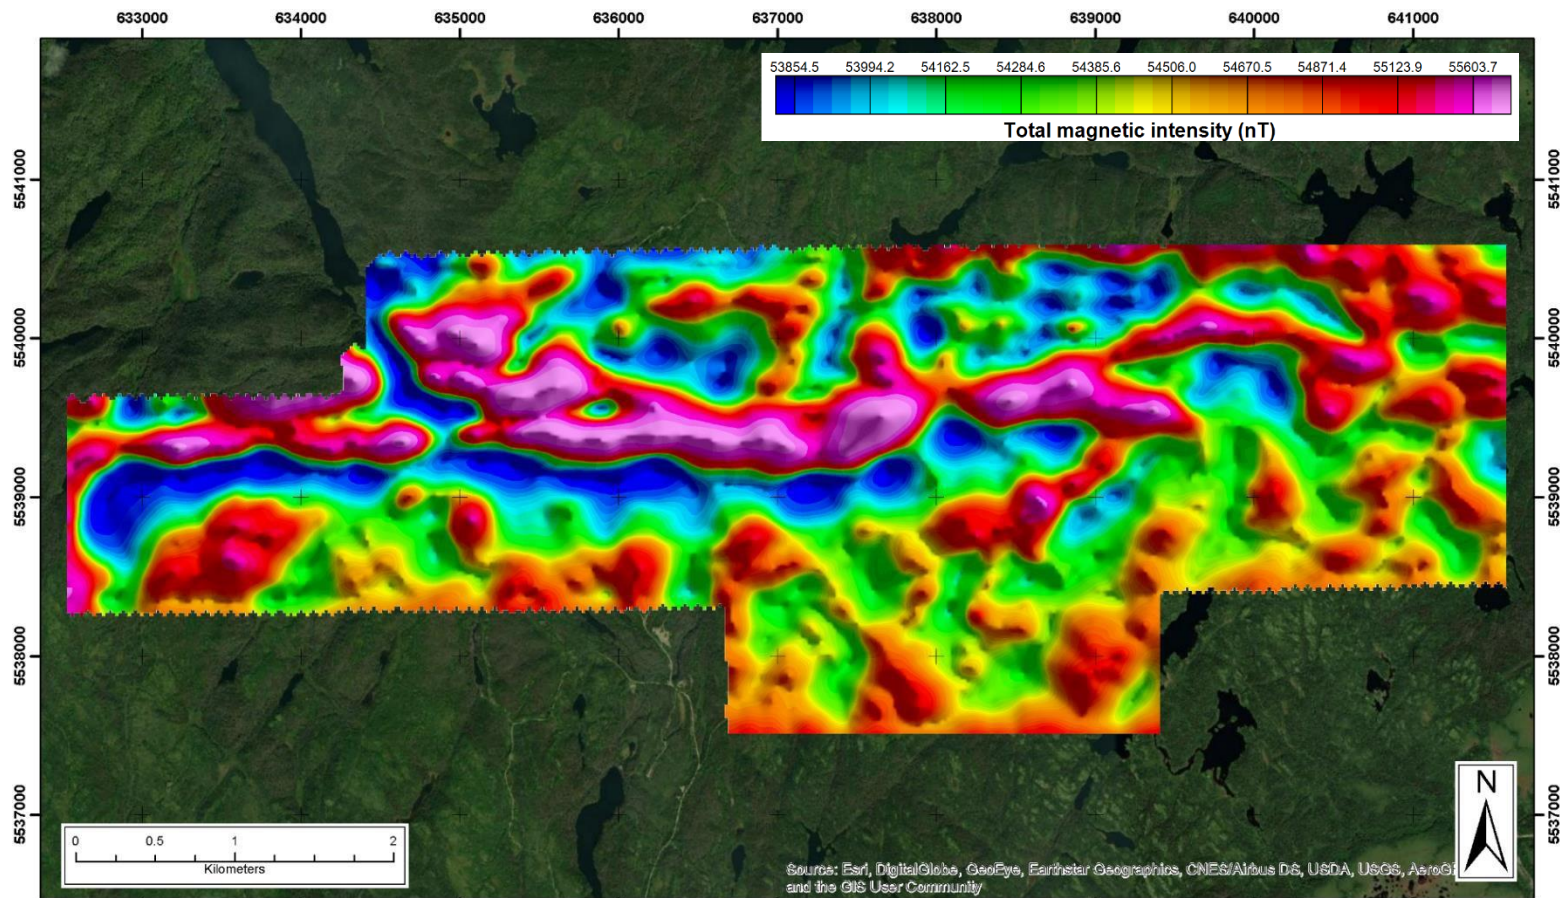 633000 634000 635000 636000 637000 638000 639000 640000 641000
53854.5 53994.2 54162.5 54284.6 54385.6 54506.0 54670.5 54871.4 55123.9 55603.7
Total magnetic intensity (nT)
5541000 5541000
5540000 5540000
5539000 5539000
5538000 5538000
5537000 5537000
N
0 0.5 1 2
Kilometers
Source: Esri, DigitalGlobe, GeoEye, Earthstar Geographics, CNES/Airbus DS, USDA, USGS,
and the GIS User Community